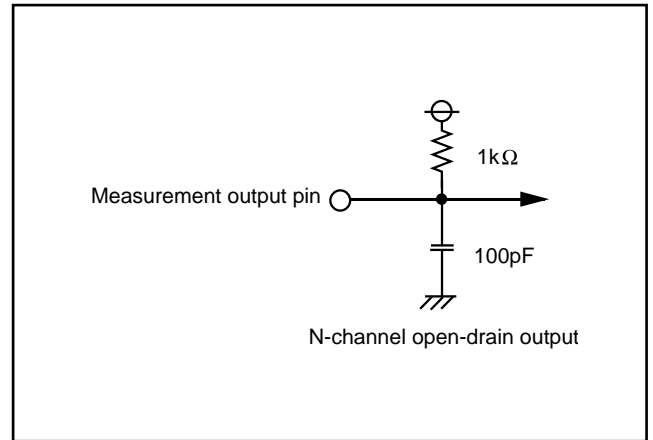 1kΩ
Measurement output pin
100pF
N-channel open-drain output